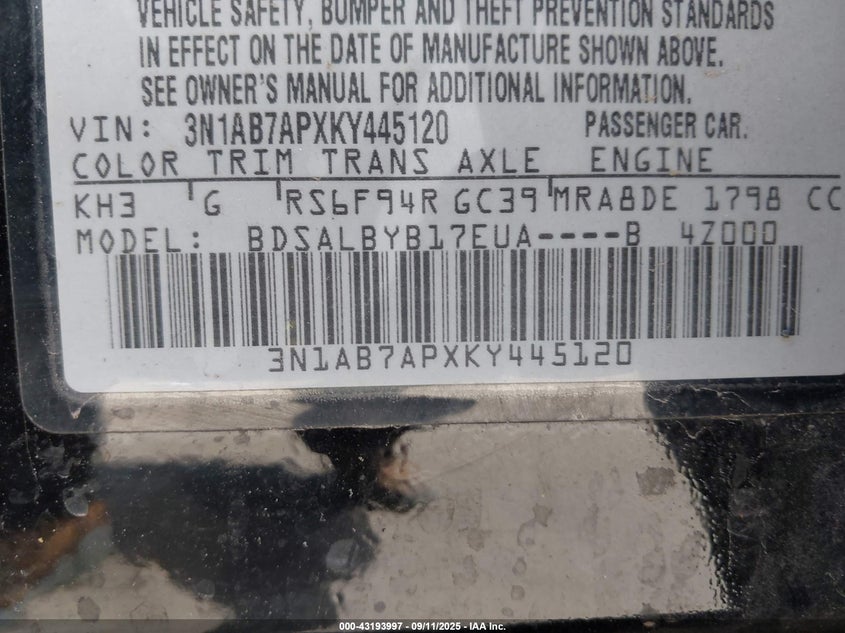 VEHICLE SAFETY, BUMPER AND THEFT PREVENTION STANDARDS
IN EFFECT ON THE DATE OF MANUFACTURE SHOWN ABOVE.
SEE OWNER'S MANUAL FOR ADDITIONAL INFORMATION.
VIN: 3N1AB7APXKY445120 PASSENGER CAR.
COLOR TRIM TRANS AXLE ENGINE
KH3 G RS6F94R GC39 MRA8DE 1798 CC
MODEL: BDSALBYB17EUA----B 4Z000
3N1AB7APXKY445120
000-43193997 - 09/11/2025 - IAA Inc.